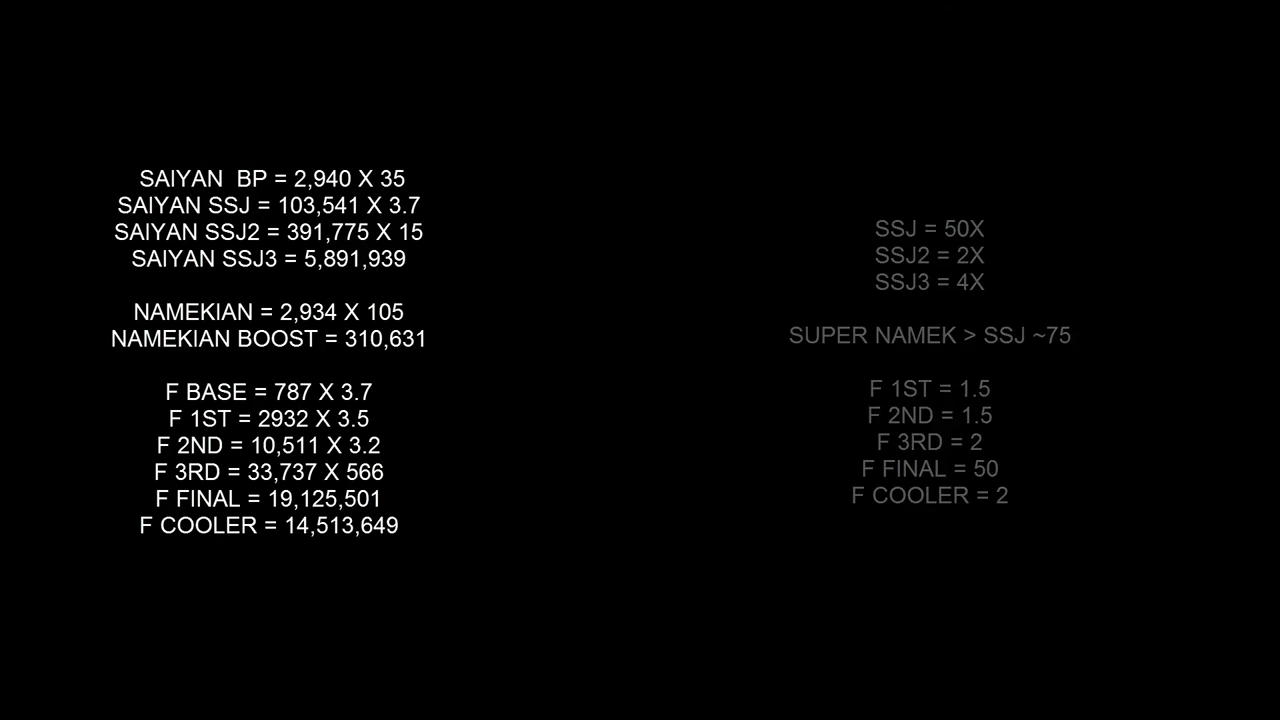 SAIYAN  BP = 2,940 X 35
SAIYAN SSJ = 103,541 X 3.7
SAIYAN SSJ2 = 391,775 X 15
SAIYAN SSJ3 = 5,891,939
NAMEKIAN = 2,934 X 105
NAMEKIAN BOOST = 310,631
F BASE = 787 X 3.7
F 1ST = 2932 X 3.5
F 2ND = 10,511 X 3.2
F 3RD = 33,737 X 566
F FINAL = 19,125,501
F COOLER = 14,513,649
SSJ = 50X
SSJ2 = 2X
SSJ3 = 4X
SUPER NAMEK > SSJ ~75
F 1ST = 1.5
F 2ND = 1.5
F 3RD = 2
F FINAL = 50
F COOLER = 2